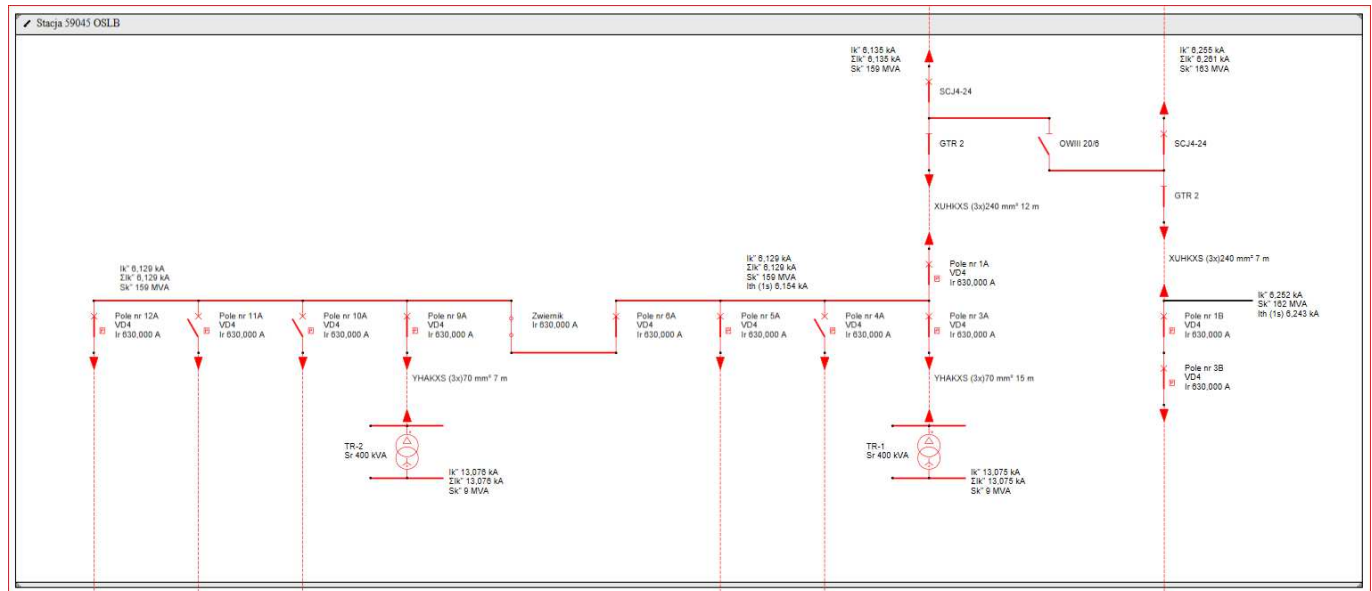 Stacja 59045 OSLB
Ik" 6,135 kA
ΣIk" 6,135 kA
Sk" 159 MVA
Ik" 6,255 kA
ΣIk" 6,261 kA
Sk" 163 MVA
SCJ4-24
GTR 2
OWIII 20/6
SCJ4-24
GTR 2
XUHKXS (3x)240 mm² 12 m
XUHKXS (3x)240 mm² 7 m
Ik" 6,129 kA
ΣIk" 6,129 kA
Sk" 159 MVA
Ik" 6,129 kA
ΣIk" 6,129 kA
Sk" 159 MVA
Ith (1s) 6,154 kA
Pole nr 1A
VD4
Ir 630,000 A
Ik" 6,252 kA
Sk" 162 MVA
Ith (1s) 6,243 kA
Pole nr 12A
VD4
Ir 630,000 A
Pole nr 11A
VD4
Ir 630,000 A
Pole nr 10A
VD4
Ir 630,000 A
Pole nr 9A
VD4
Ir 630,000 A
Zwiernik
Ir 630,000 A
Pole nr 6A
VD4
Ir 630,000 A
Pole nr 5A
VD4
Ir 630,000 A
Pole nr 4A
VD4
Ir 630,000 A
Pole nr 3A
VD4
Ir 630,000 A
Pole nr 1B
VD4
Ir 630,000 A
Pole nr 3B
VD4
Ir 630,000 A
YHAKXS (3x)70 mm² 7 m
YHAKXS (3x)70 mm² 15 m
TR-2
Sr 400 kVA
Ik" 13,076 kA
ΣIk" 13,076 kA
Sk" 9 MVA
TR-1
Sr 400 kVA
Ik" 13,075 kA
ΣIk" 13,075 kA
Sk" 9 MVA